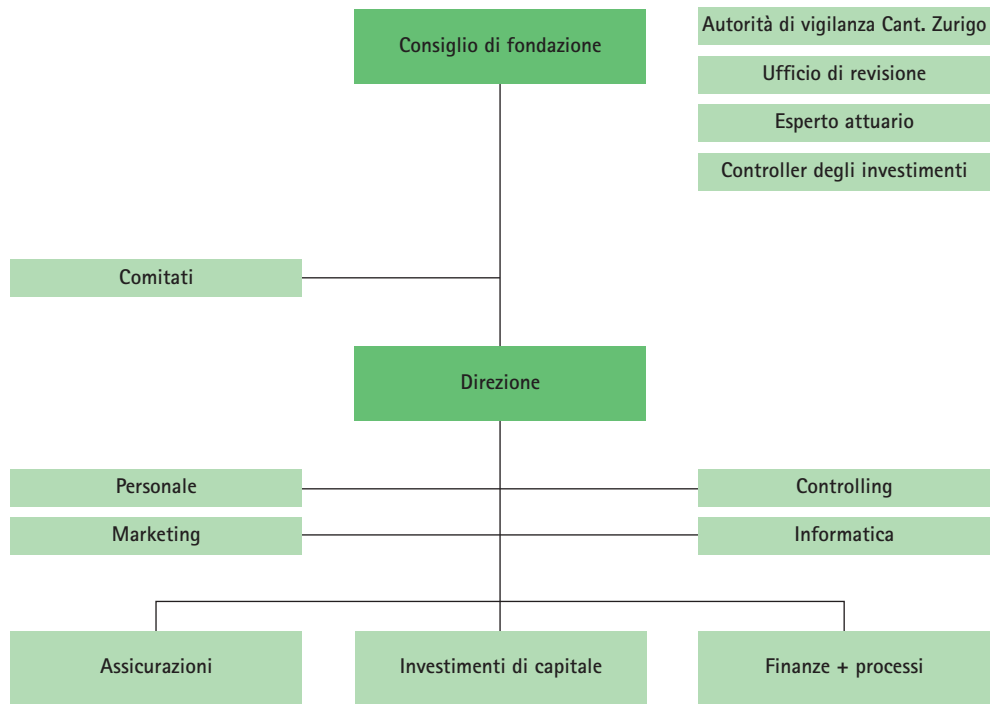 Consiglio di fondazione
Autorità di vigilanza Cant. Zurigo
Ufficio di revisione
Esperto attuario
Controller degli investimenti
Comitati
Direzione
Personale
Controlling
Marketing
Informatica
Assicurazioni
Investimenti di capitale
Finanze + processi